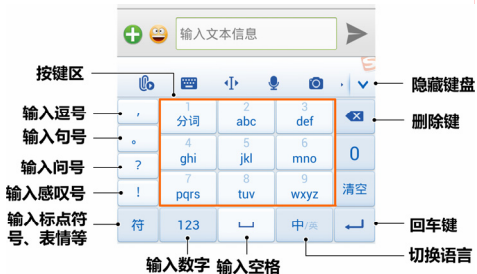 输入文本信息
按键区
隐藏键盘
输入逗号
,
1
分词
2
abc
3
def
删除键
输入句号
。
4
ghi
5
jkl
6
mno
0
输入问号
?
7
pqrs
8
tuv
9
wxyz
清空
输入感叹号
!
输入标点符
号、表情等
符
123
中/英
回车键
切换语言
输入数字
输入空格